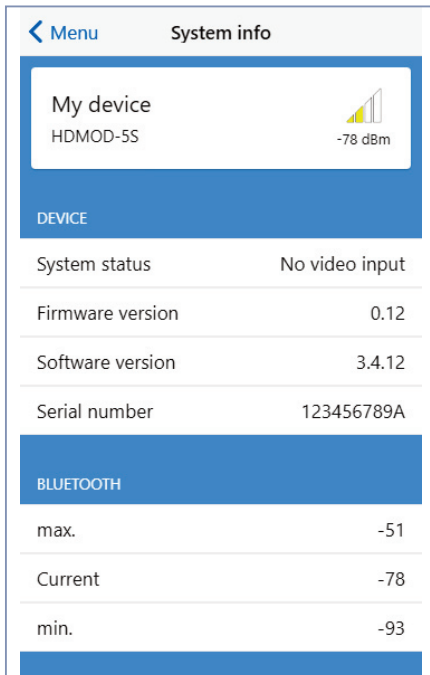 Menu System info
My device
HDMOD-5S
-78 dBm
DEVICE
System status No video input
Firmware version 0.12
Software version 3.4.12
Serial number 123456789A
BLUETOOTH
max. -51
Current -78
min. -93